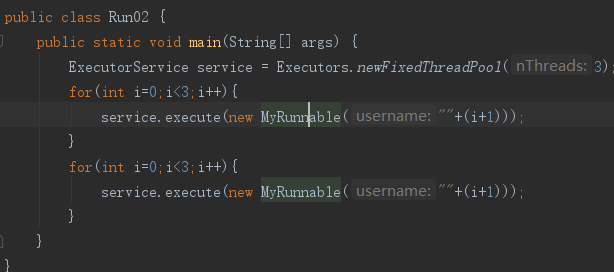 public class Run02 {
public static void main(String[] args) {
ExecutorService service = Executors.newFixedThreadPool( nThreads: 3);
for(int i=0;i<3;i++){
service.execute(new MyRunnable( username: ""+(i+1)));
}
for(int i=0;i<3;i++){
service.execute(new MyRunnable( username: ""+(i+1)));
}
}
}